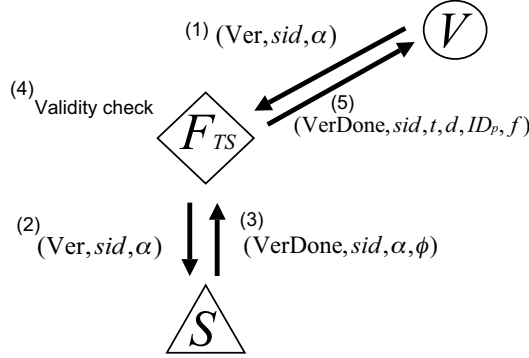 (1) (Ver, sid, α)
V
(4) Validity check
F_TS
(5)
(VerDone, sid, t, d, ID_p, f)
(2) (Ver, sid, α)
(3) (VerDone, sid, α, ϕ)
S